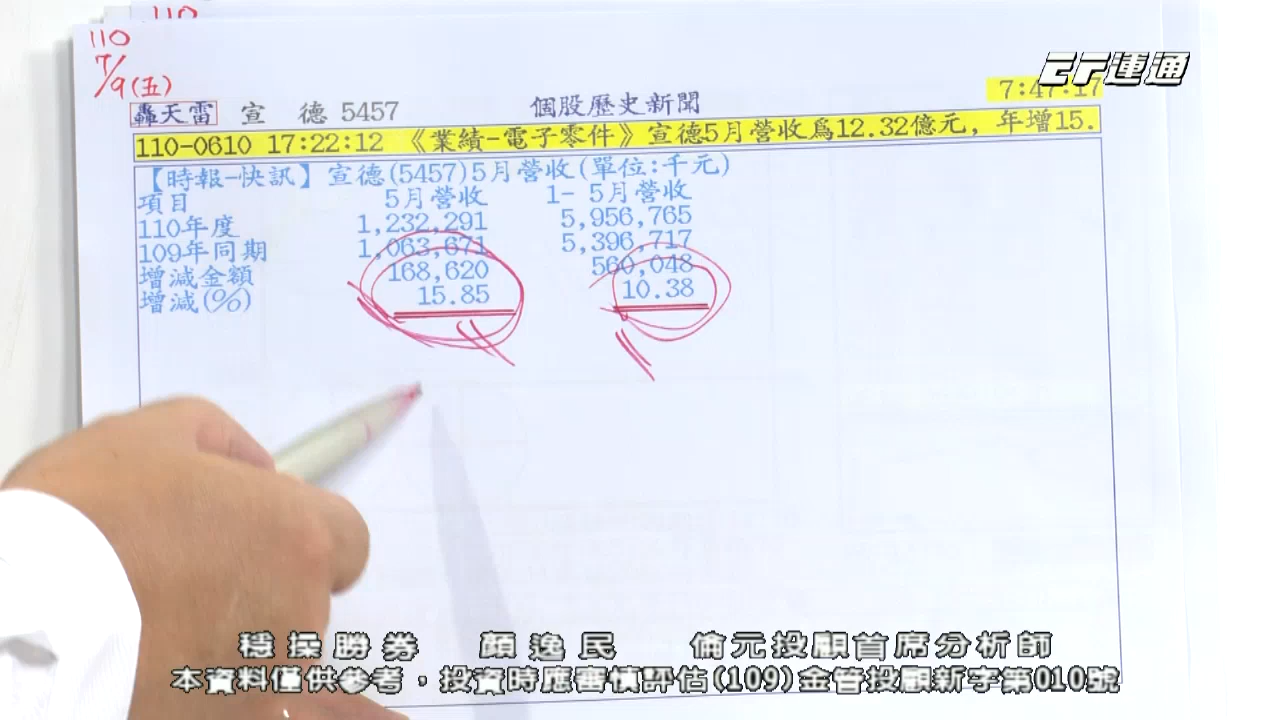 110
110
7/9(五)
EF運通
7:47:17
轟天雷 宣 德 5457 個股歷史新聞
110-0610 17:22:12 《業績-電子零件》宣德5月營收為12.32億元, 年增15.
【時報-快訊】宣德(5457)5月營收(單位:千元)
項目 5月營收 1- 5月營收
110年度 1,232,291 5,956,765
109年同期 1,063,671 5,396,717
增減金額 168,620 560,048
增減(%) 15.85 10.38
穩操勝券 顏逸民 倫元投顧首席分析師
本資料僅供參考,投資時應審慎評估(109)金管投顧新字第010號